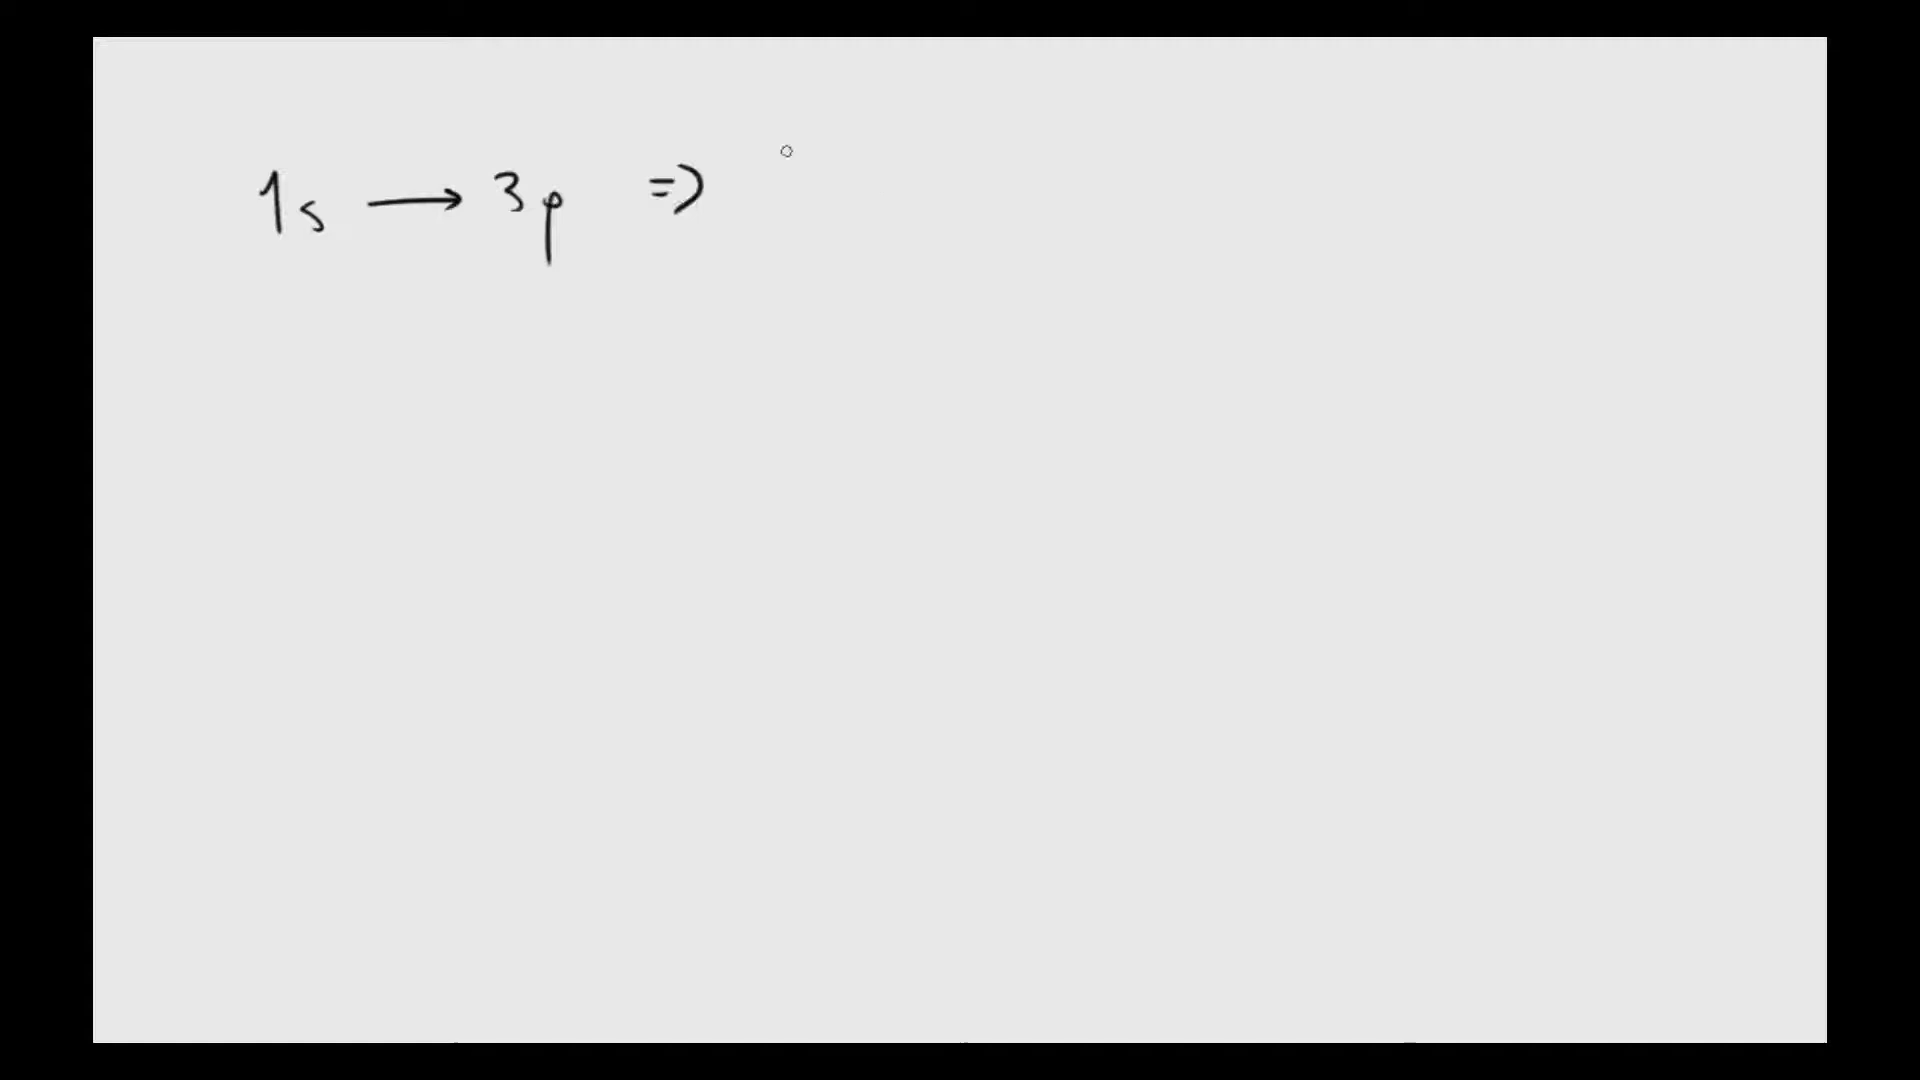 1s → 3p =>